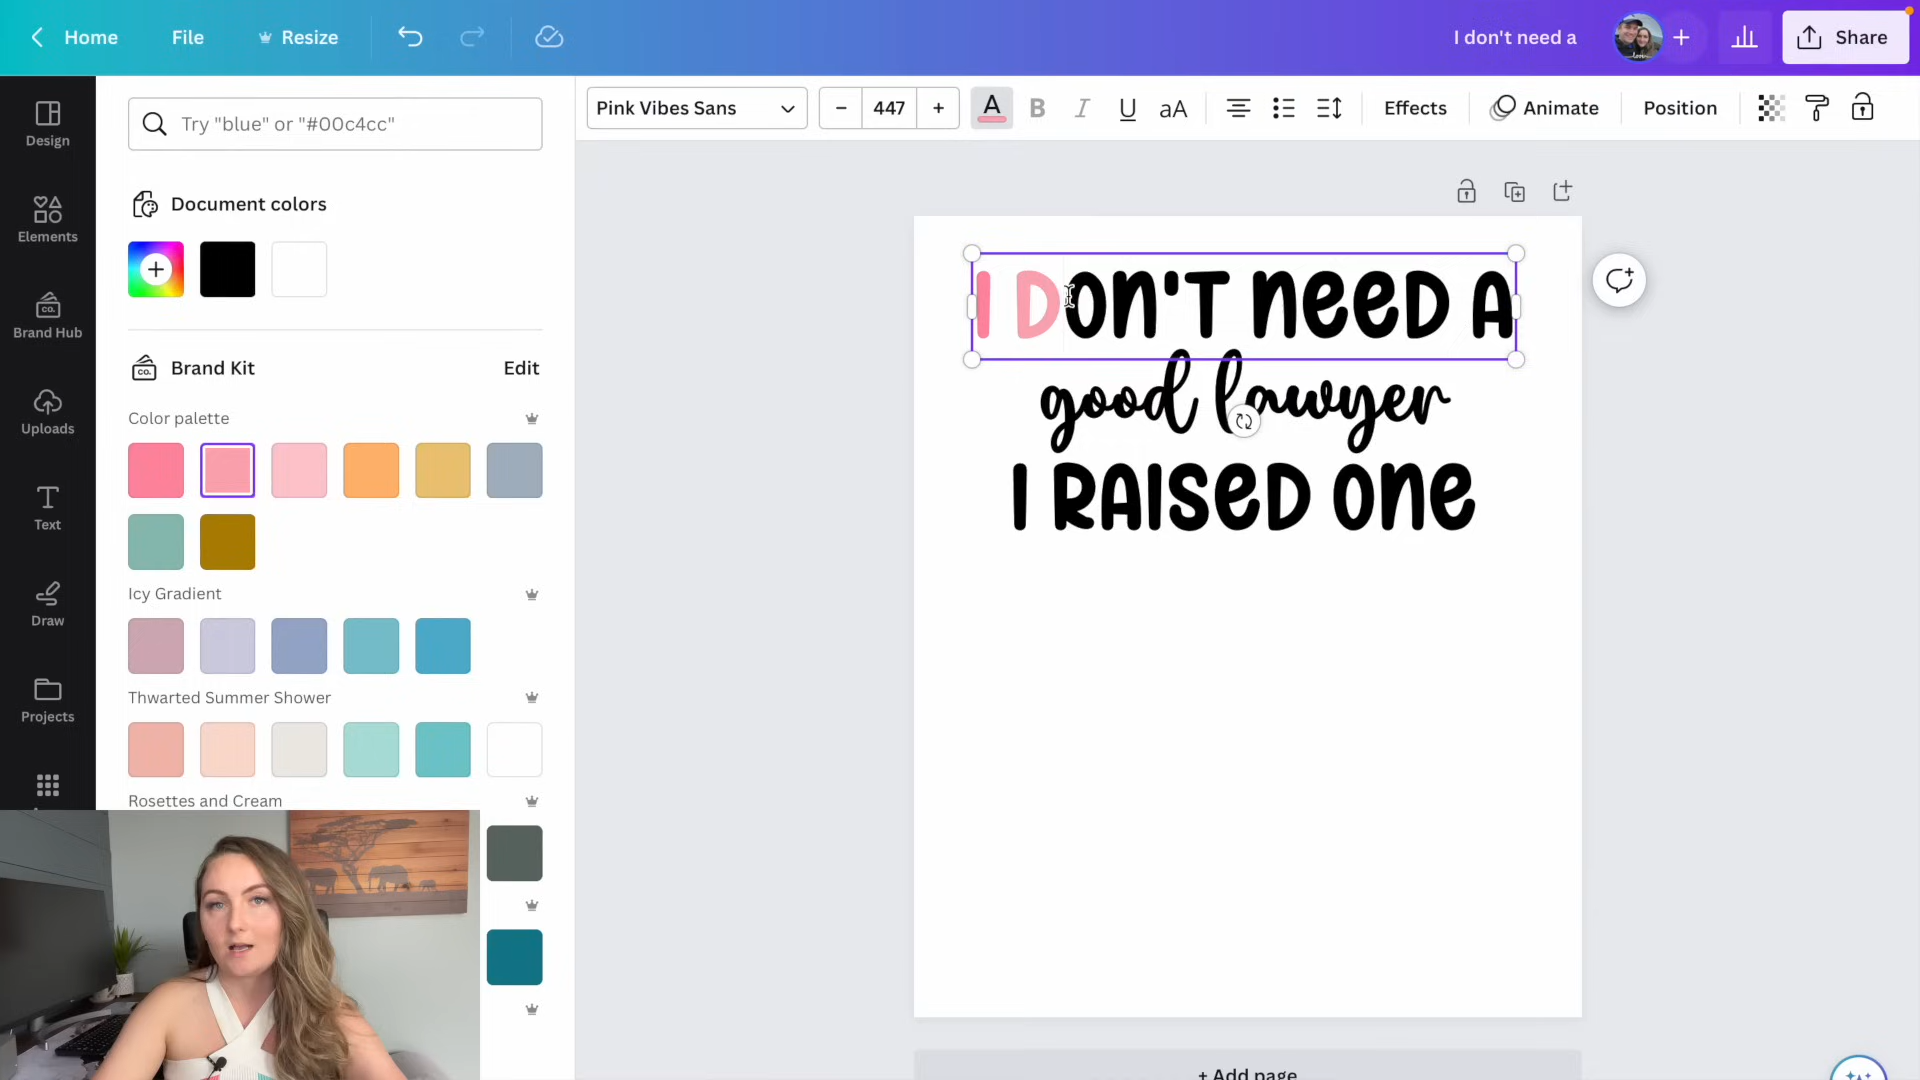 Home File Resize I don't need a Share
Pink Vibes Sans 447 A B I U aA Effects Animate Position
Try "blue" or "#00c4cc"
Design
Document colors
Elements
Brand Hub
Brand Kit Edit
CO.
Color palette
Uploads
Text
Icy Gradient
Draw
Thwarted Summer Shower
Projects
Rosettes and Cream
I DON'T NEED A
good lawyer
I RAISED ONE
+ Add page